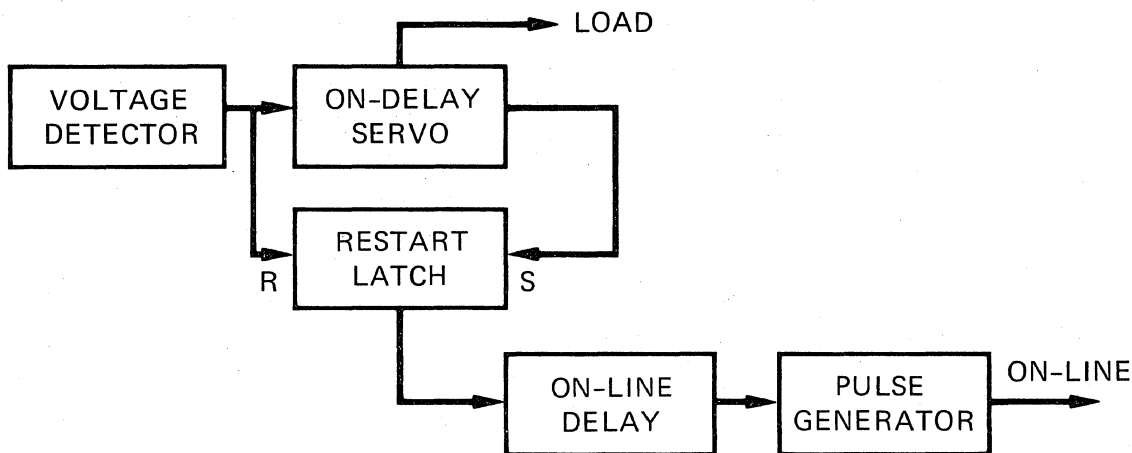 LOAD
VOLTAGE
DETECTOR
ON-DELAY
SERVO
RESTART
LATCH
R
S
ON-LINE
DELAY
PULSE
GENERATOR
ON-LINE